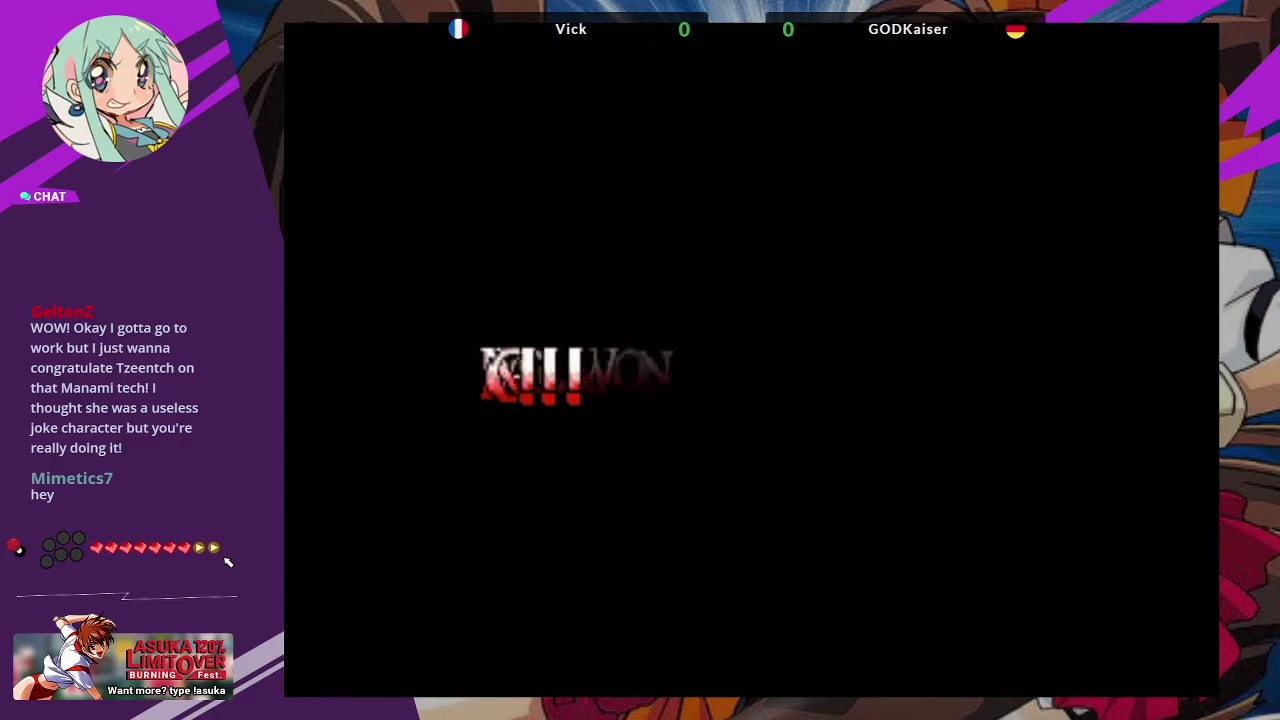 Vick 0 0 GODKaiser
CHAT
GeltonZ
WOW! Okay I gotta go to
work but I just wanna
congratulate Tzeentch on
that Manami tech! I
thought she was a useless
joke character but you're
really doing it!
Mimetics7
hey
ASUKA 120%
LIMIT OVER
BURNING Fest.
Want more? type !asuka